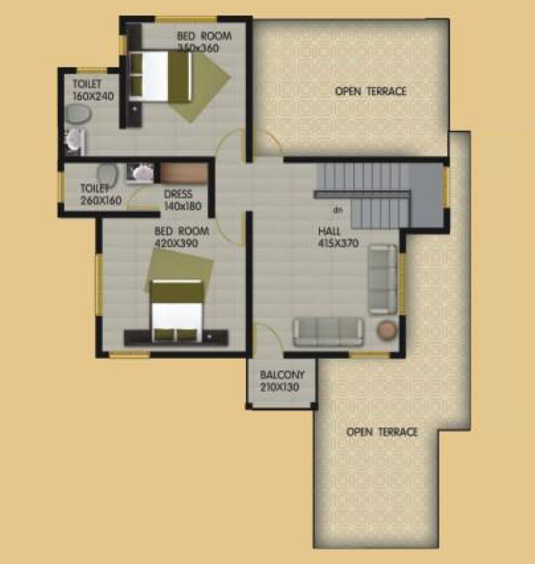 BED ROOM
350x360
TOILET
160X240
OPEN TERRACE
TOILET
260X160
DRESS
140x180
dn
BED ROOM
420X390
HALL
415X370
BALCONY
210X130
OPEN TERRACE